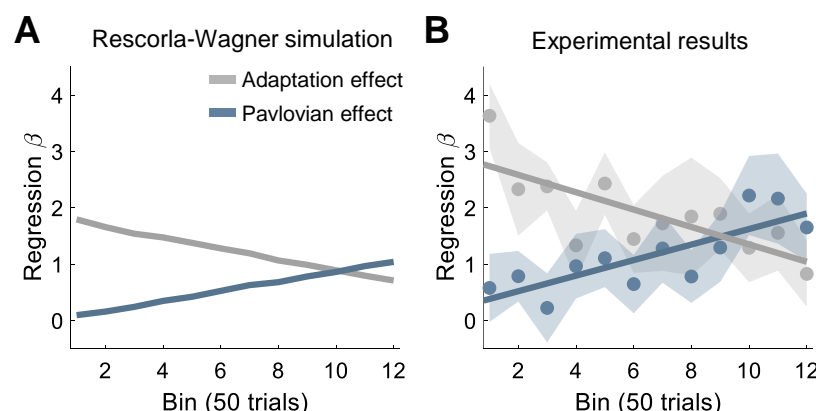 A
Rescorla-Wagner simulation
Adaptation effect
Pavlovian effect
Regression β
4
3
2
1
0
2 4 6 8 10 12
Bin (50 trials)
B
Experimental results
Regression β
4
3
2
1
0
2 4 6 8 10 12
Bin (50 trials)